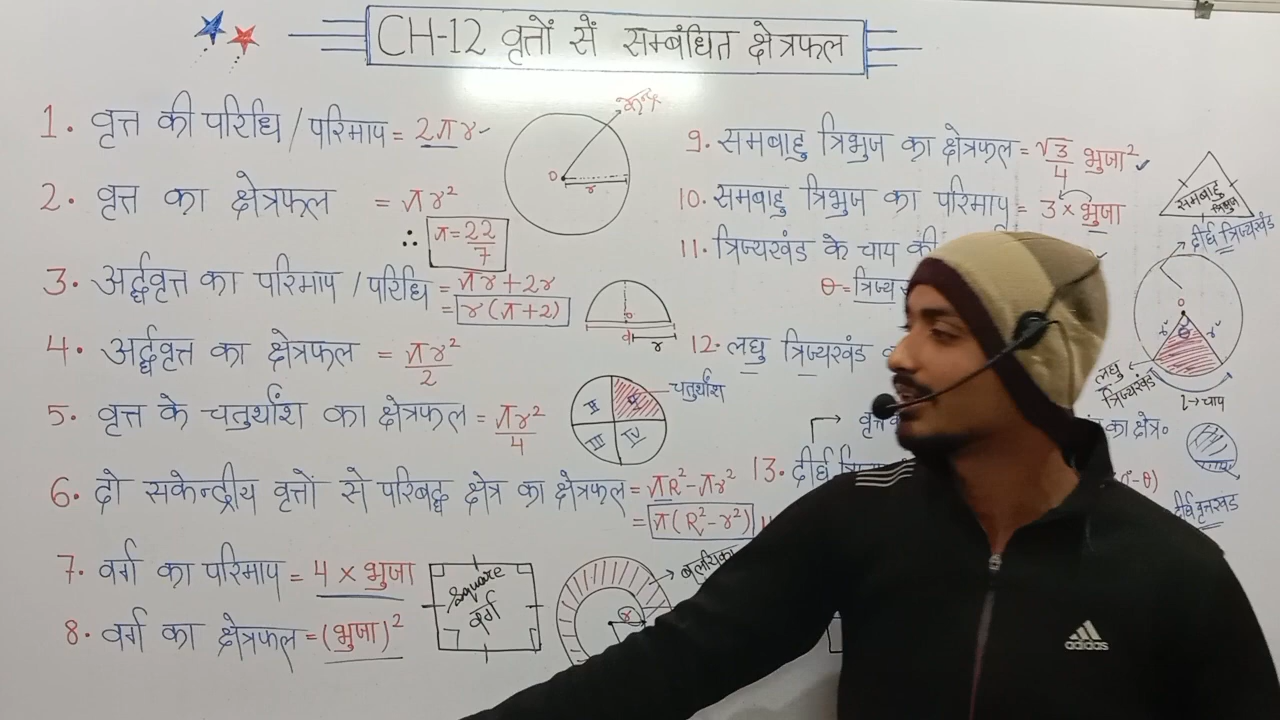 CH-12 वृत्तों सें सम्बंधित क्षेत्रफल
1. वृत्त की परिधि / परिमाप = 2πr
2. वृत्त का क्षेत्रफल = πr²
∴ π = 22/7
3. अर्द्धवृत्त का परिमाप / परिधि = πr + 2r
= r(π+2)
4. अर्द्धवृत्त का क्षेत्रफल = πr²/2
5. वृत्त के चतुर्थांश का क्षेत्रफल = πr²/4
6. दो सकेन्द्रीय वृत्तों से परिबद्ध क्षेत्र का क्षेत्रफल = πR² - πr²
= π(R² - r²)
7. वर्ग का परिमाप = 4 × भुजा
8. वर्ग का क्षेत्रफल = (भुजा)²
O
r
r
चतुर्थांश
II
III
IV
Square
वर्ग
r
9. समबाहु त्रिभुज का क्षेत्रफल = √3/4 भुजा²
10. समबाहु त्रिभुज का परिमाप = 3 × भुजा
11. त्रिज्यखंड के चाप की
θ = त्रिज्य
12. लघु त्रिज्यखंड
का क्षेत्र०
13. दीर्घ
- θ)
समबाहु
त्रिभुज
दीर्घ त्रिज्यखंड
O
θ
लघु
त्रिज्यखंड
l → चाप
दीर्घ वृत्तखंड
adidas